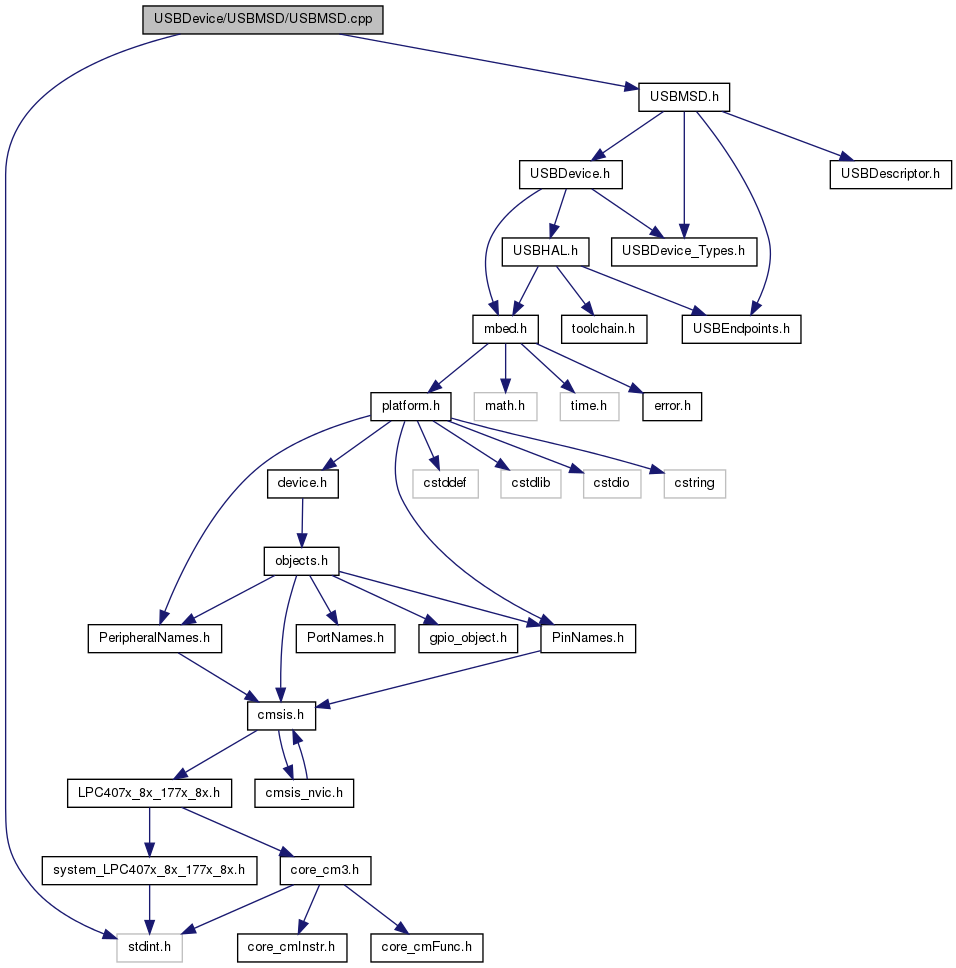 USBDevice/USBMSD/USBMSD.cpp
USBMSD.h
USBDevice.h
USBDescriptor.h
USBHAL.h
USBDevice_Types.h
mbed.h
toolchain.h
USBEndpoints.h
platform.h
math.h
time.h
error.h
device.h
cstddef
cstdlib
cstdio
cstring
objects.h
PeripheralNames.h
PortNames.h
gpio_object.h
PinNames.h
cmsis.h
LPC407x_8x_177x_8x.h
cmsis_nvic.h
system_LPC407x_8x_177x_8x.h
core_cm3.h
stdint.h
core_cmInstr.h
core_cmFunc.h